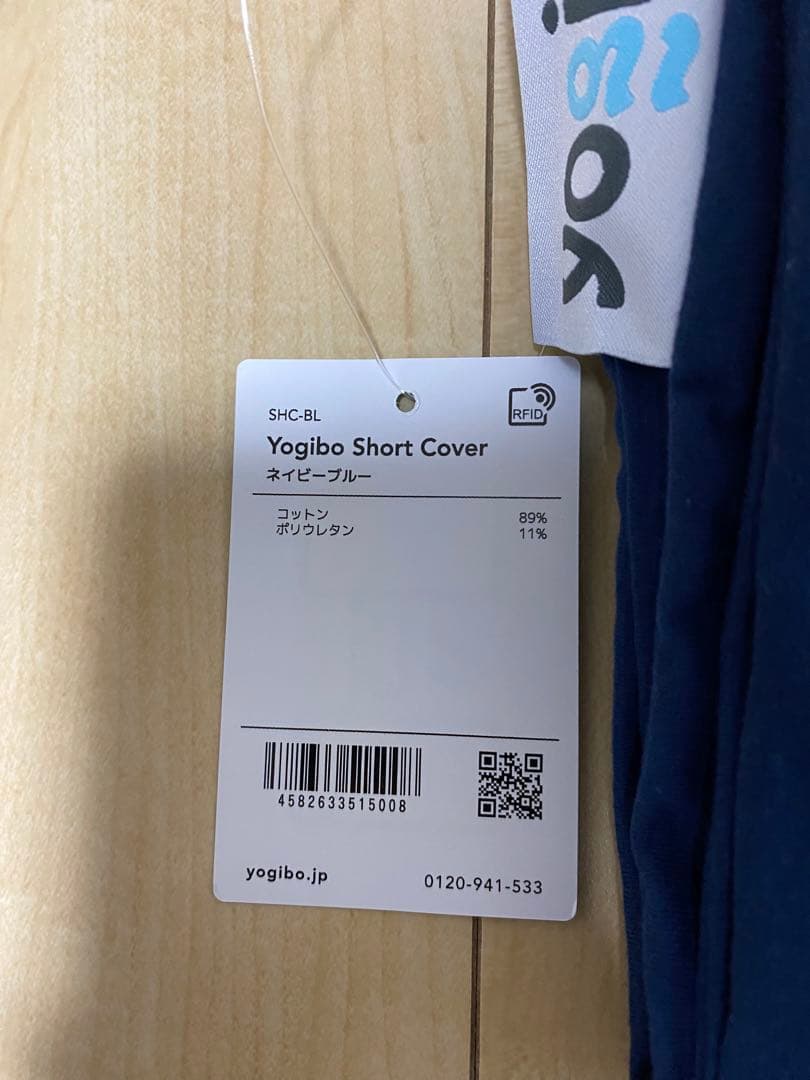 yogi
RFID
SHC-BL
Yogibo Short Cover
ネイビーブルー
コットン 89%
ポリウレタン 11%
4582633515008
yogibo.jp 0120-941-533